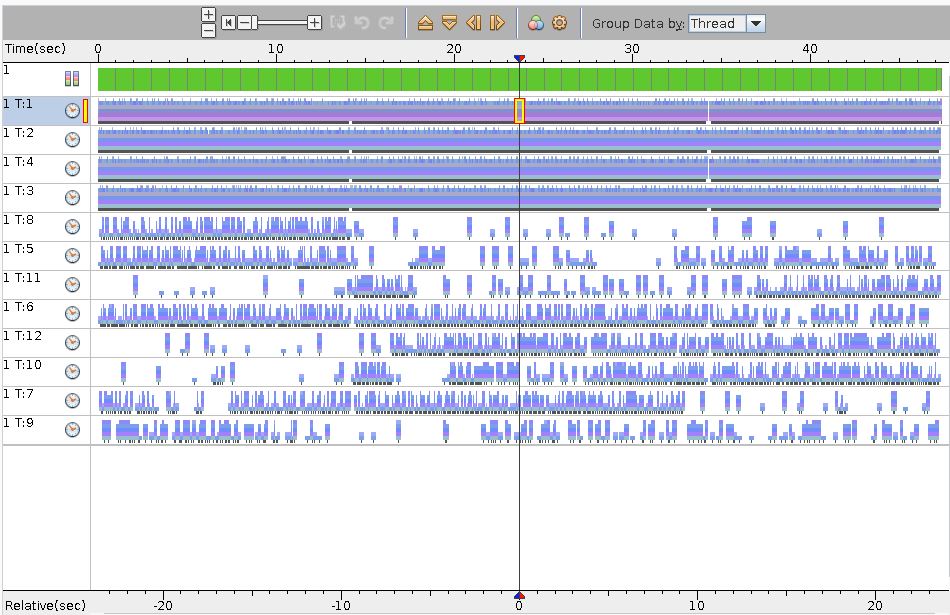 Group Data by: Thread
Time(sec) 0 10 20 30 40
1
1 T:1
1 T:2
1 T:4
1 T:3
1 T:8
1 T:5
1 T:11
1 T:6
1 T:12
1 T:10
1 T:7
1 T:9
Relative(sec) -20 -10 0 10 20